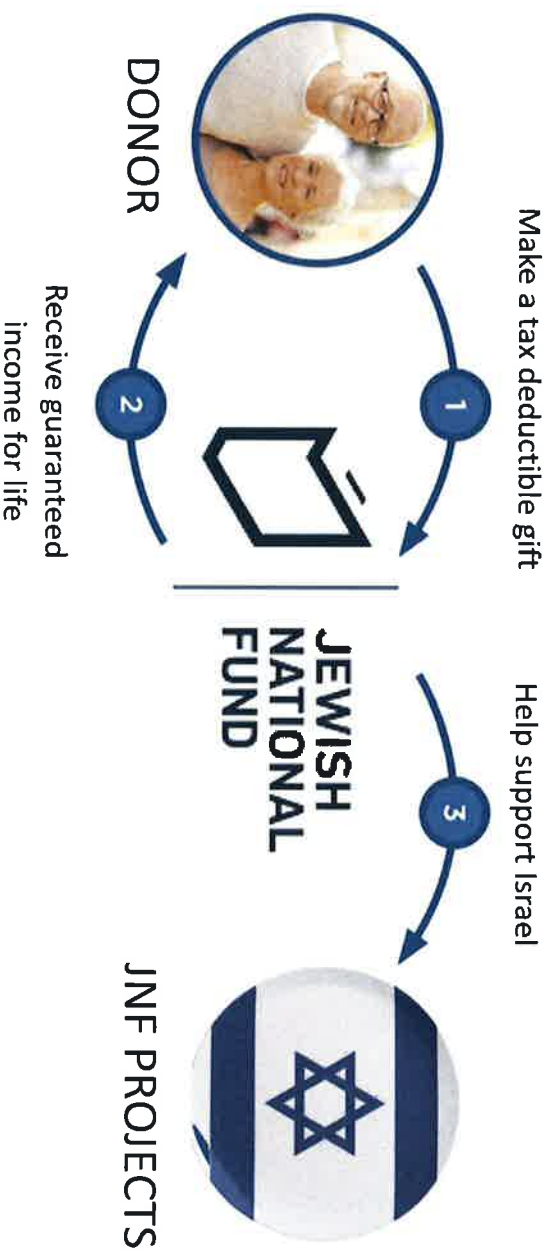 Make a tax deductible gift
Help support Israel
1
3
JEWISH
NATIONAL
FUND
2
DONOR
Receive guaranteed
income for life
JNF PROJECTS